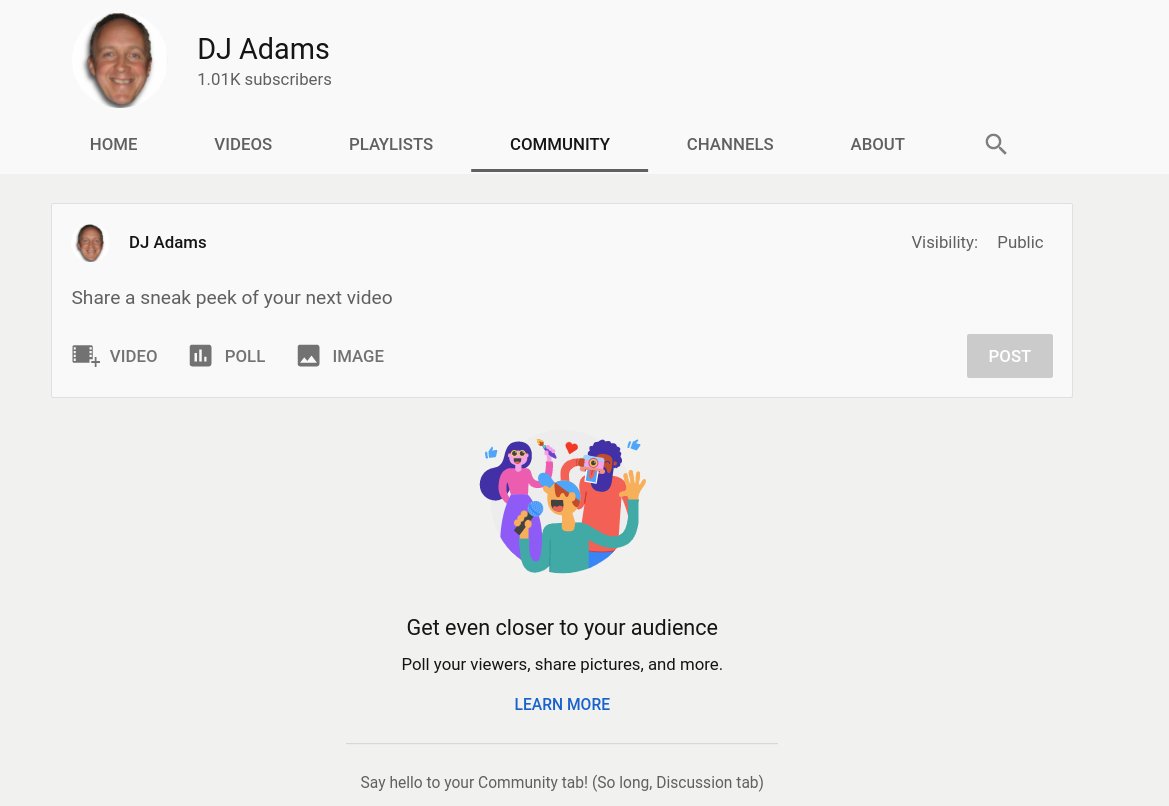 DJ Adams
1.01K subscribers
HOME VIDEOS PLAYLISTS COMMUNITY CHANNELS ABOUT
DJ Adams Visibility: Public
Share a sneak peek of your next video
VIDEO POLL IMAGE POST
Get even closer to your audience
Poll your viewers, share pictures, and more.
LEARN MORE
Say hello to your Community tab! (So long, Discussion tab)